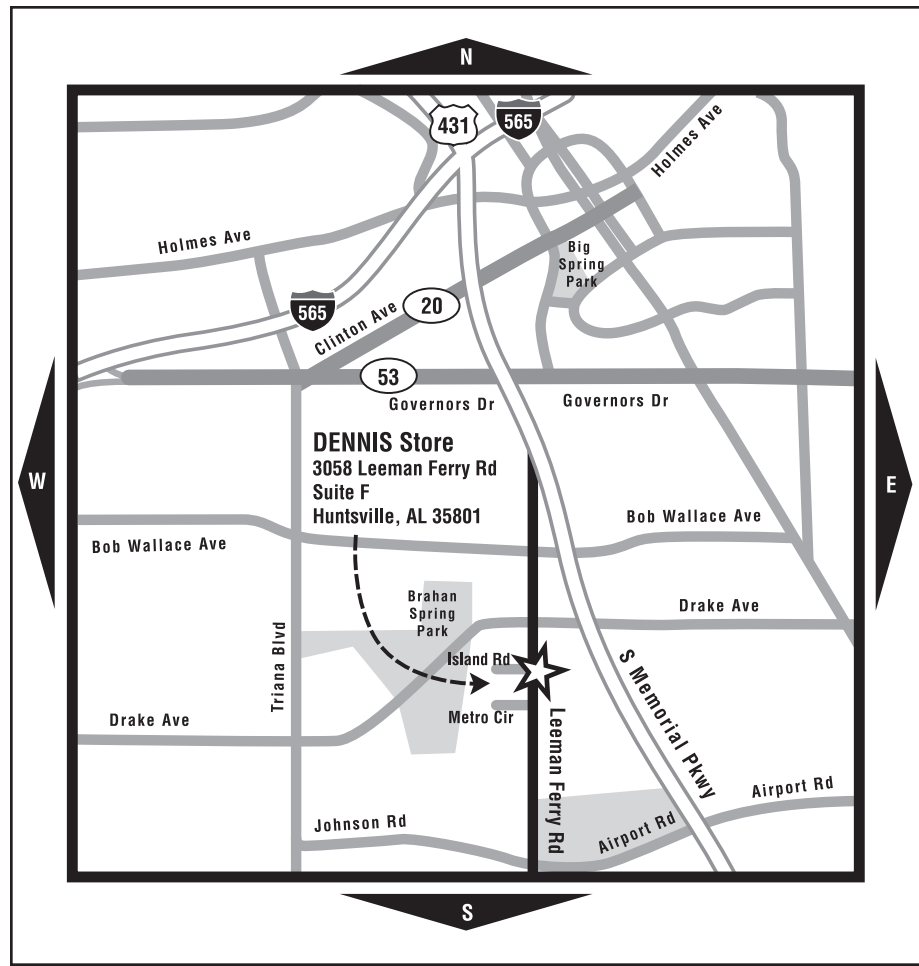 N
431
565
Holmes Ave
Holmes Ave
Big
Spring
Park
565
Clinton Ave
20
53
Governors Dr
Governors Dr
DENNIS Store
3058 Leeman Ferry Rd
Suite F
Huntsville, AL 35801
W
E
Bob Wallace Ave
Bob Wallace Ave
Brahan
Spring
Park
Drake Ave
Triana Blvd
Island Rd
S Memorial Pkwy
Drake Ave
Metro Cir
Leeman Ferry Rd
Airport Rd
Johnson Rd
Airport Rd
S